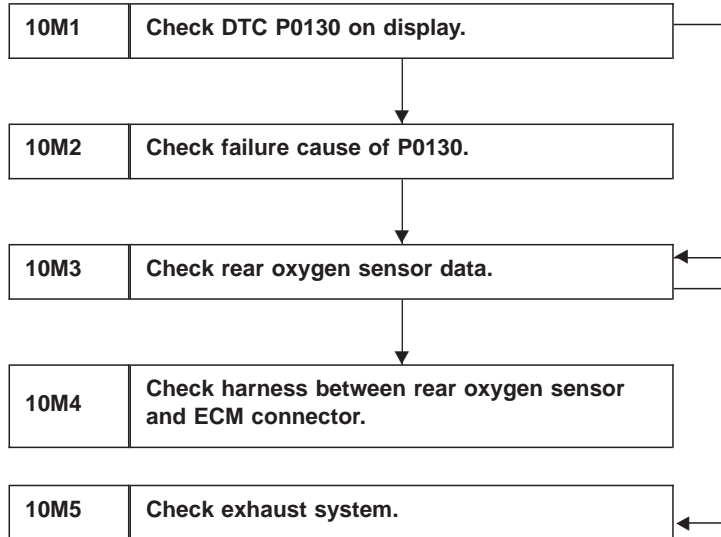 10M1 Check DTC P0130 on display.
10M2 Check failure cause of P0130.
10M3 Check rear oxygen sensor data.
10M4 Check harness between rear oxygen sensor
and ECM connector.
10M5 Check exhaust system.